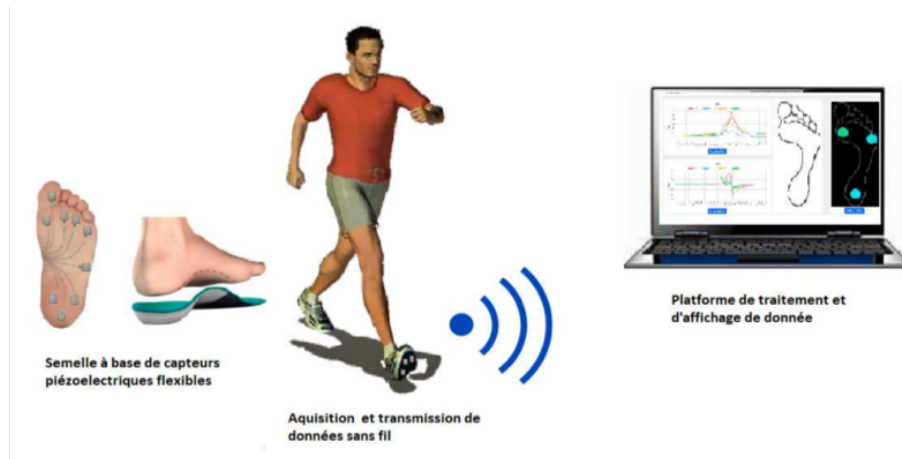 Semelle à base de capteurs
piézoelectriques flexibles
Aquisition et transmission de
données sans fil
Platforme de traitement et
d'affichage de donnée